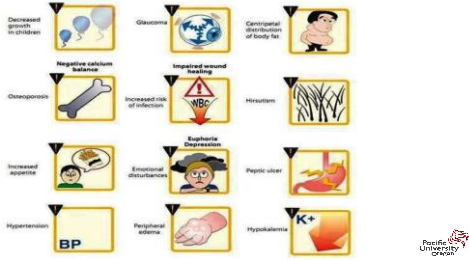 Decreased
growth
in children
Glaucoma
Centripetal
distribution
of body fat
Negative calcium
balance
Osteoporosis
Impaired wound
healing
Increased risk
of infection
WBC
Hirsutism
Increased
appetite
Euphoria
Depression
Emotional
disturbances
Peptic ulcer
Hypertension
BP
Peripheral
edema
Hypokalemia
K+
Pacific
University
OREGON